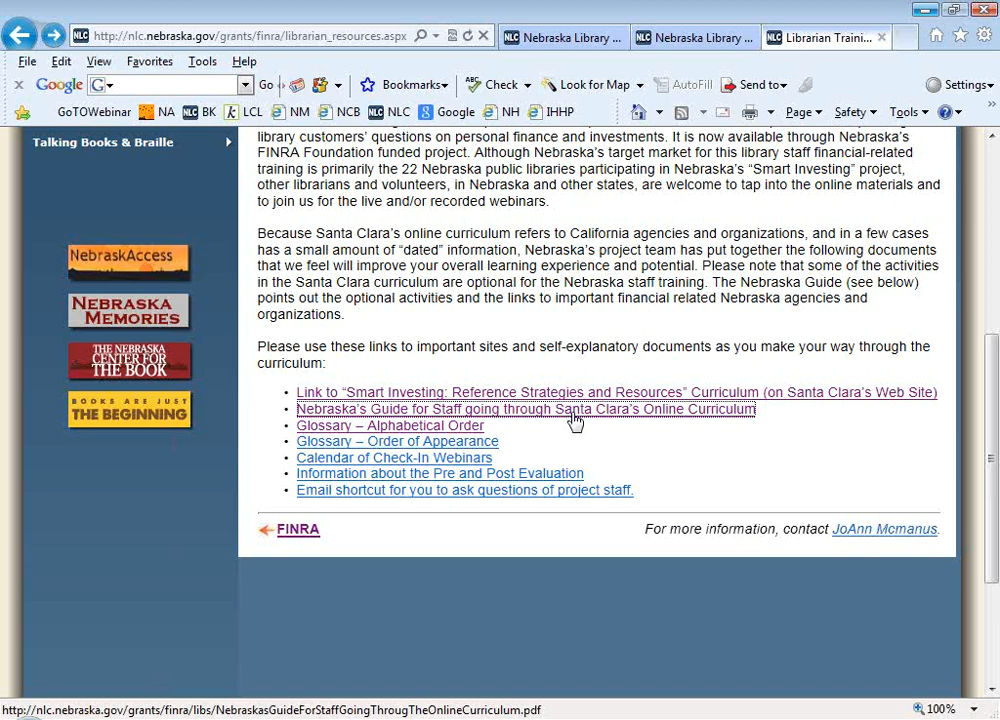 http://nlc.nebraska.gov/grants/finra/librarian_resources.aspx
NLC Nebraska Library ...
NLC Nebraska Library ...
NLC Librarian Traini...
File Edit View Favorites Tools Help
x Google G Go Bookmarks Check Look for Map AutoFill Send to Settings
GoTOWebinar NA NLC BK LCL NM NCB NLC Google NH IHHP Page Safety Tools
Talking Books & Braille
NebraskAccess
NEBRASKA
MEMORIES
THE NEBRASKA
CENTER FOR
THE BOOK
BOOKS ARE JUST
THE BEGINNING
library customers' questions on personal finance and investments. It is now available through Nebraska's
FINRA Foundation funded project. Although Nebraska's target market for this library staff financial-related
training is primarily the 22 Nebraska public libraries participating in Nebraska's "Smart Investing" project,
other librarians and volunteers, in Nebraska and other states, are welcome to tap into the online materials and
to join us for the live and/or recorded webinars.
Because Santa Clara's online curriculum refers to California agencies and organizations, and in a few cases
has a small amount of "dated" information, Nebraska's project team has put together the following documents
that we feel will improve your overall learning experience and potential. Please note that some of the activities
in the Santa Clara curriculum are optional for the Nebraska staff training. The Nebraska Guide (see below)
points out the optional activities and the links to important financial related Nebraska agencies and
organizations.
Please use these links to important sites and self-explanatory documents as you make your way through the
curriculum:
• Link to "Smart Investing: Reference Strategies and Resources" Curriculum (on Santa Clara's Web Site)
• Nebraska's Guide for Staff going through Santa Clara's Online Curriculum
• Glossary – Alphabetical Order
• Glossary – Order of Appearance
• Calendar of Check-In Webinars
• Information about the Pre and Post Evaluation
• Email shortcut for you to ask questions of project staff.
FINRA
For more information, contact JoAnn Mcmanus.
http://nlc.nebraska.gov/grants/finra/libs/NebraskasGuideForStaffGoingThrougTheOnlineCurriculum.pdf
100%